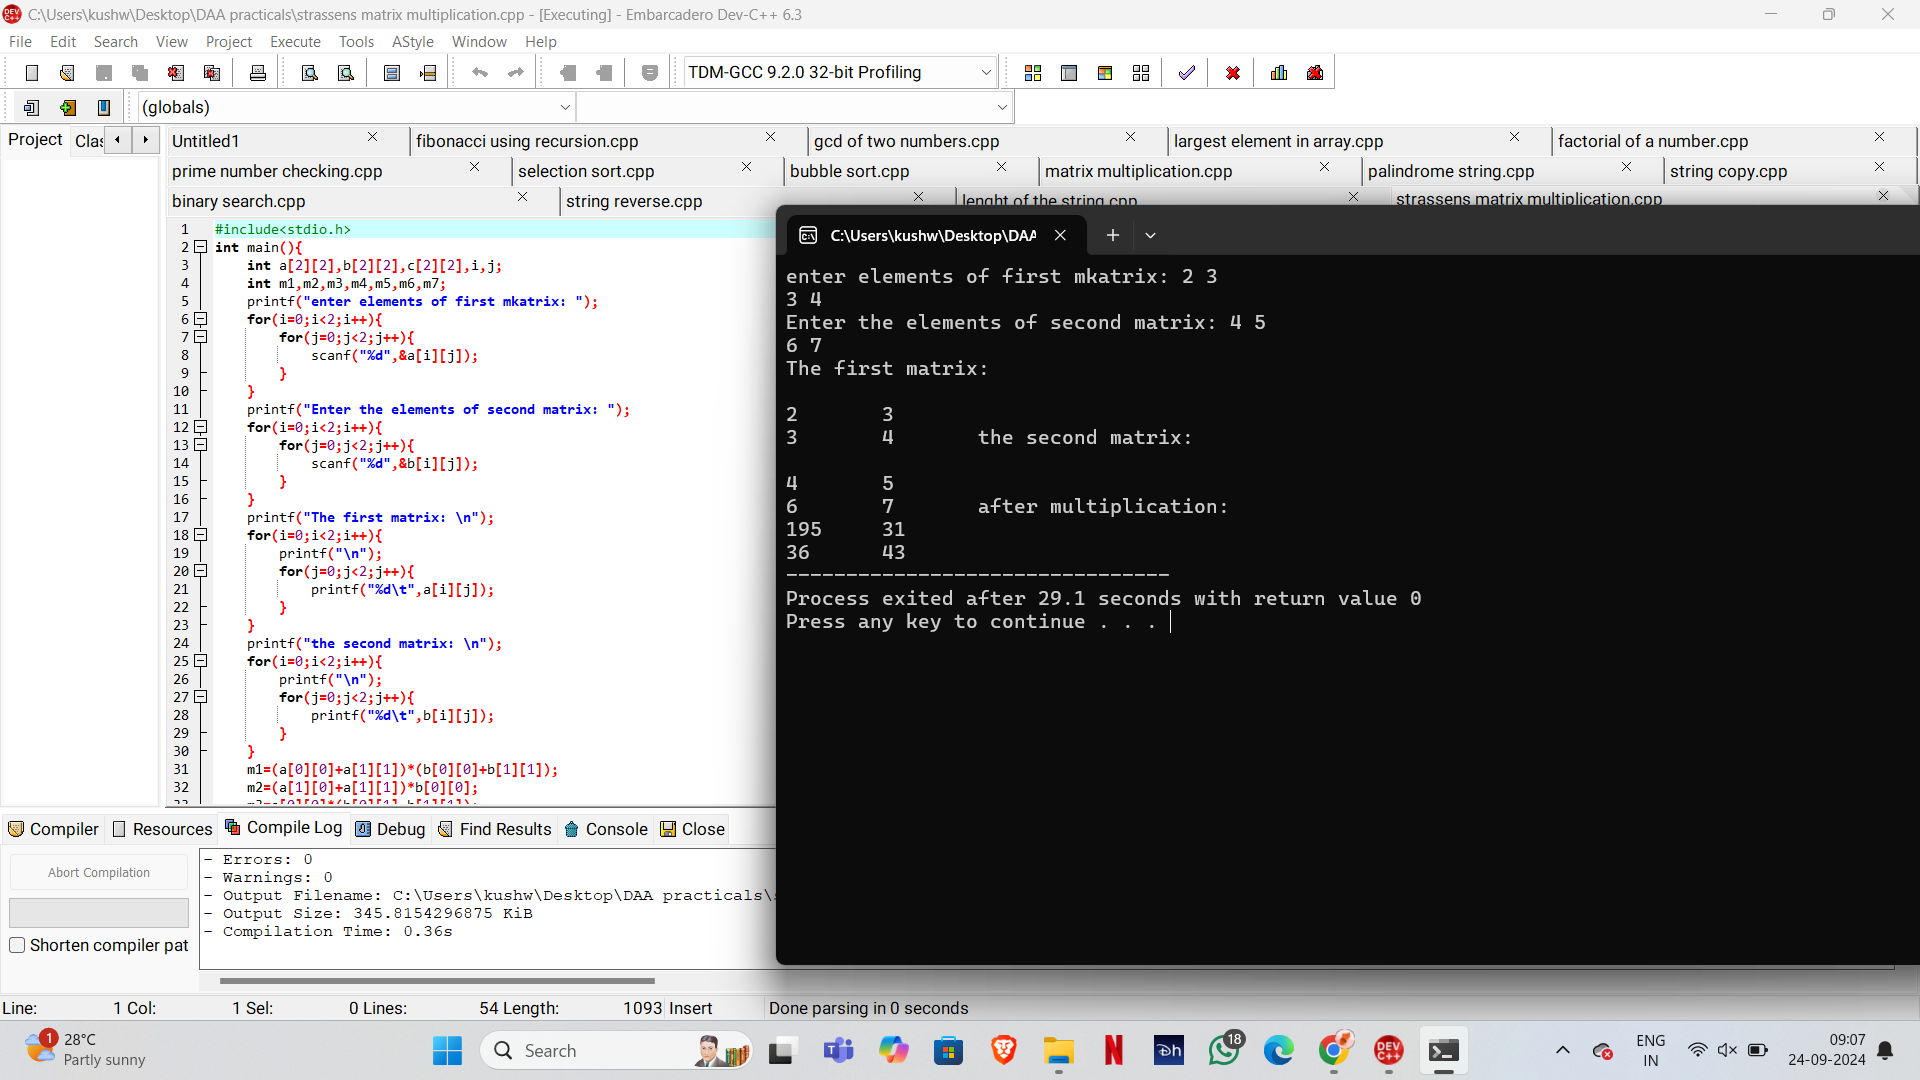 C:\Users\kushw\Desktop\DAA practicals\strassens matrix multiplication.cpp - [Executing] - Embarcadero Dev-C++ 6.3
File Edit Search View Project Execute Tools AStyle Window Help
TDM-GCC 9.2.0 32-bit Profiling
(globals)
Project Clas
Untitled1 fibonacci using recursion.cpp gcd of two numbers.cpp largest element in array.cpp factorial of a number.cpp
prime number checking.cpp selection sort.cpp bubble sort.cpp matrix multiplication.cpp palindrome string.cpp string copy.cpp
binary search.cpp string reverse.cpp lenght of the string.cpp strassens matrix multiplication.cpp
1 #include<stdio.h>
2 int main(){
3 int a[2][2],b[2][2],c[2][2],i,j;
4 int m1,m2,m3,m4,m5,m6,m7;
5 printf("enter elements of first mkatrix: ");
6 for(i=0;i<2;i++){
7 for(j=0;j<2;j++){
8 scanf("%d",&a[i][j]);
9 }
10 }
11 printf("Enter the elements of second matrix: ");
12 for(i=0;i<2;i++){
13 for(j=0;j<2;j++){
14 scanf("%d",&b[i][j]);
15 }
16 }
17 printf("The first matrix: \n");
18 for(i=0;i<2;i++){
19 printf("\n");
20 for(j=0;j<2;j++){
21 printf("%d\t",a[i][j]);
22 }
23 }
24 printf("the second matrix: \n");
25 for(i=0;i<2;i++){
26 printf("\n");
27 for(j=0;j<2;j++){
28 printf("%d\t",b[i][j]);
29 }
30 }
31 m1=(a[0][0]+a[1][1])*(b[0][0]+b[1][1]);
32 m2=(a[1][0]+a[1][1])*b[0][0];
C:\Users\kushw\Desktop\DAA
enter elements of first mkatrix: 2 3
3 4
Enter the elements of second matrix: 4 5
6 7
The first matrix:
2 3
3 4 the second matrix:
4 5
6 7 after multiplication:
195 31
36 43
--------------------------------
Process exited after 29.1 seconds with return value 0
Press any key to continue . . .
Compiler Resources Compile Log Debug Find Results Console Close
Abort Compilation
Shorten compiler pat
- Errors: 0
- Warnings: 0
- Output Filename: C:\Users\kushw\Desktop\DAA practicals\
- Output Size: 345.8154296875 KiB
- Compilation Time: 0.36s
Line: 1 Col: 1 Sel: 0 Lines: 54 Length: 1093 Insert Done parsing in 0 seconds
1 28°C
Partly sunny
Search
18
ENG
IN
09:07
24-09-2024